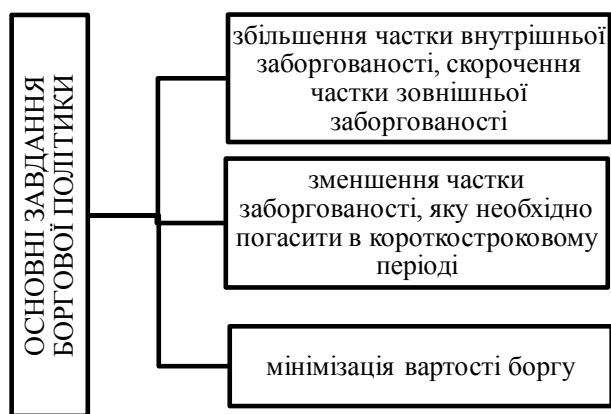 ОСНОВНІ ЗАВДАННЯ
БОРГОВОЇ ПОЛІТИКИ
збільшення частки внутрішньої
заборгованості, скорочення
частки зовнішньої
заборгованості
зменшення частки
заборгованості, яку необхідно
погасити в короткостроковому
періоді
мінімізація вартості боргу